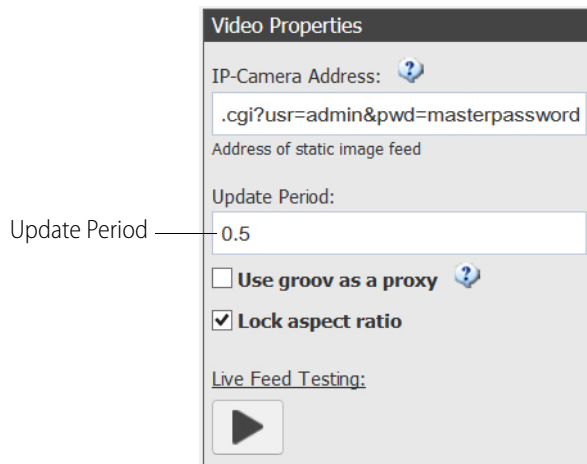 Video Properties
IP-Camera Address:
.cgi?usr=admin&pwd=masterpassword
Address of static image feed
Update Period:
Update Period
0.5
Use groov as a proxy
Lock aspect ratio
Live Feed Testing: